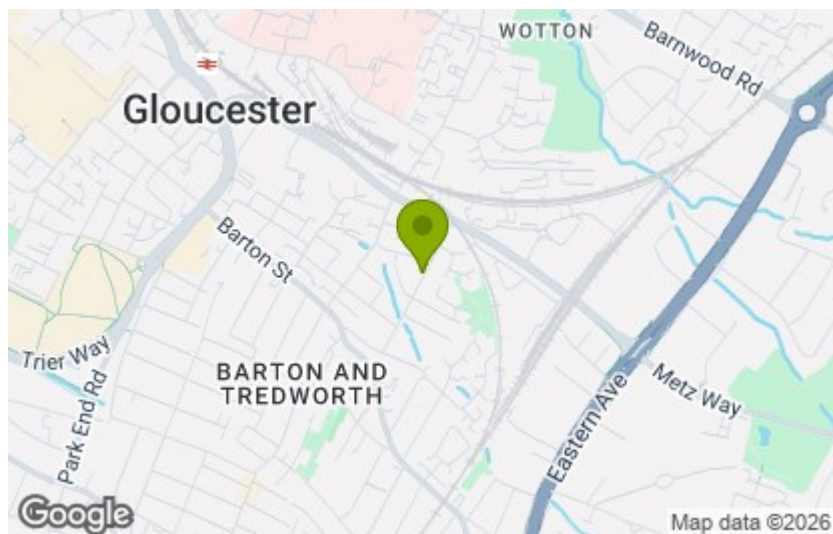 WOTTON
Barnwood Rd
Gloucester
Barton St
Trier Way
BARTON AND
TREDWORTH
Park End Rd
Eastern Ave
Metz Way
Google
Map data ©2026